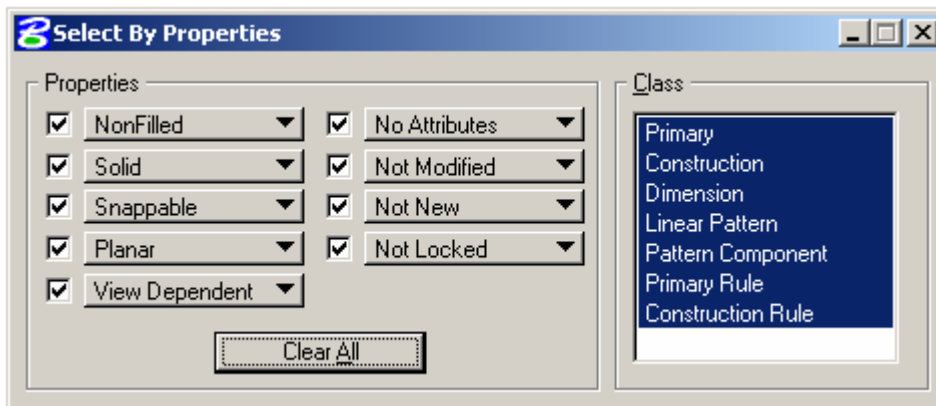 Select By Properties
Properties
NonFilled
No Attributes
Solid
Not Modified
Snappable
Not New
Planar
Not Locked
View Dependent
Clear All
Class
Primary
Construction
Dimension
Linear Pattern
Pattern Component
Primary Rule
Construction Rule